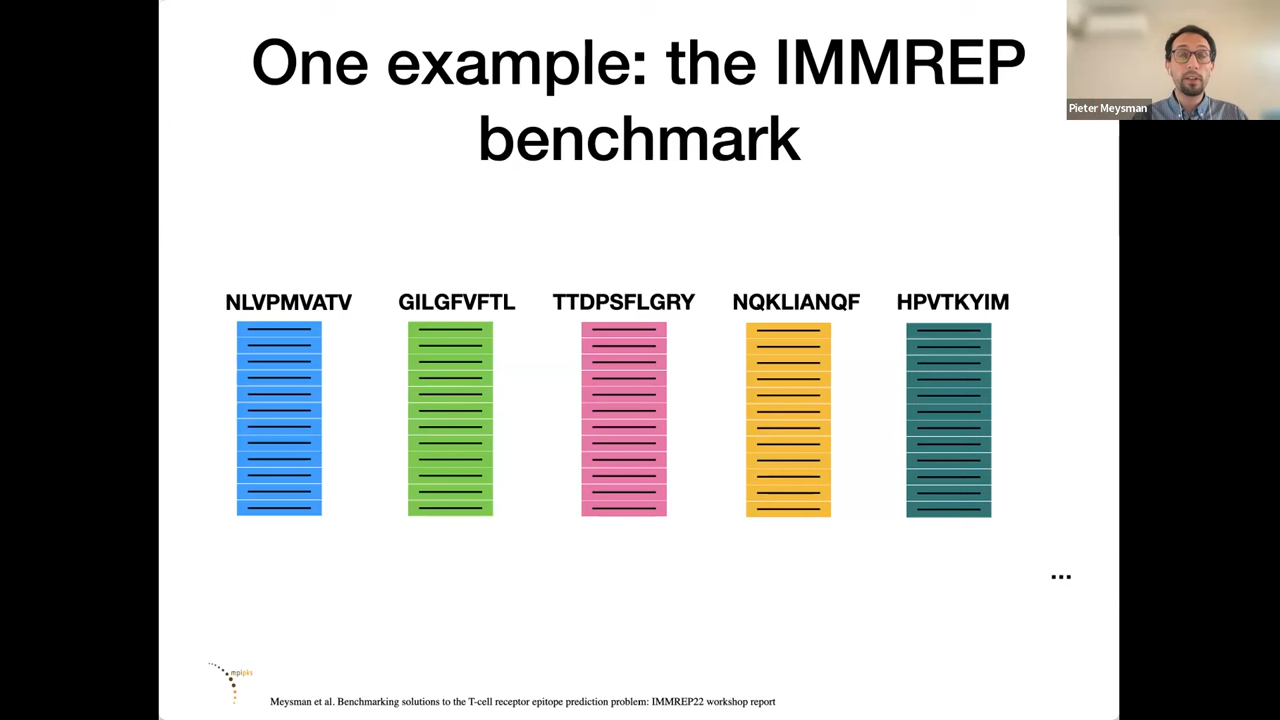 One example: the IMMREP
benchmark
Pieter Meysman
NLVPMVATV GILGFVFTL TTDPSFLGRY NQKLIANQF HPVTKYIM
...
mpipks
Meysman et al. Benchmarking solutions to the T-cell receptor epitope prediction problem: IMMREP22 workshop report